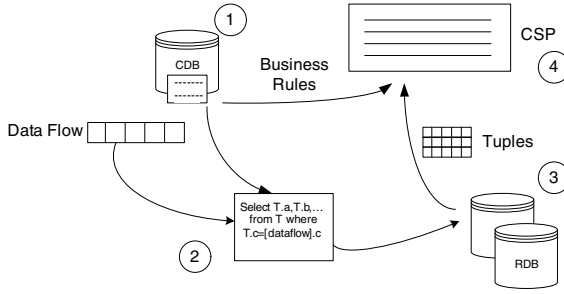 1
CSP
CDB
Business
Rules
4
Data Flow
Tuples
3
Select T.a,T.b,...
from T where
T.c=[dataflow].c
2
RDB